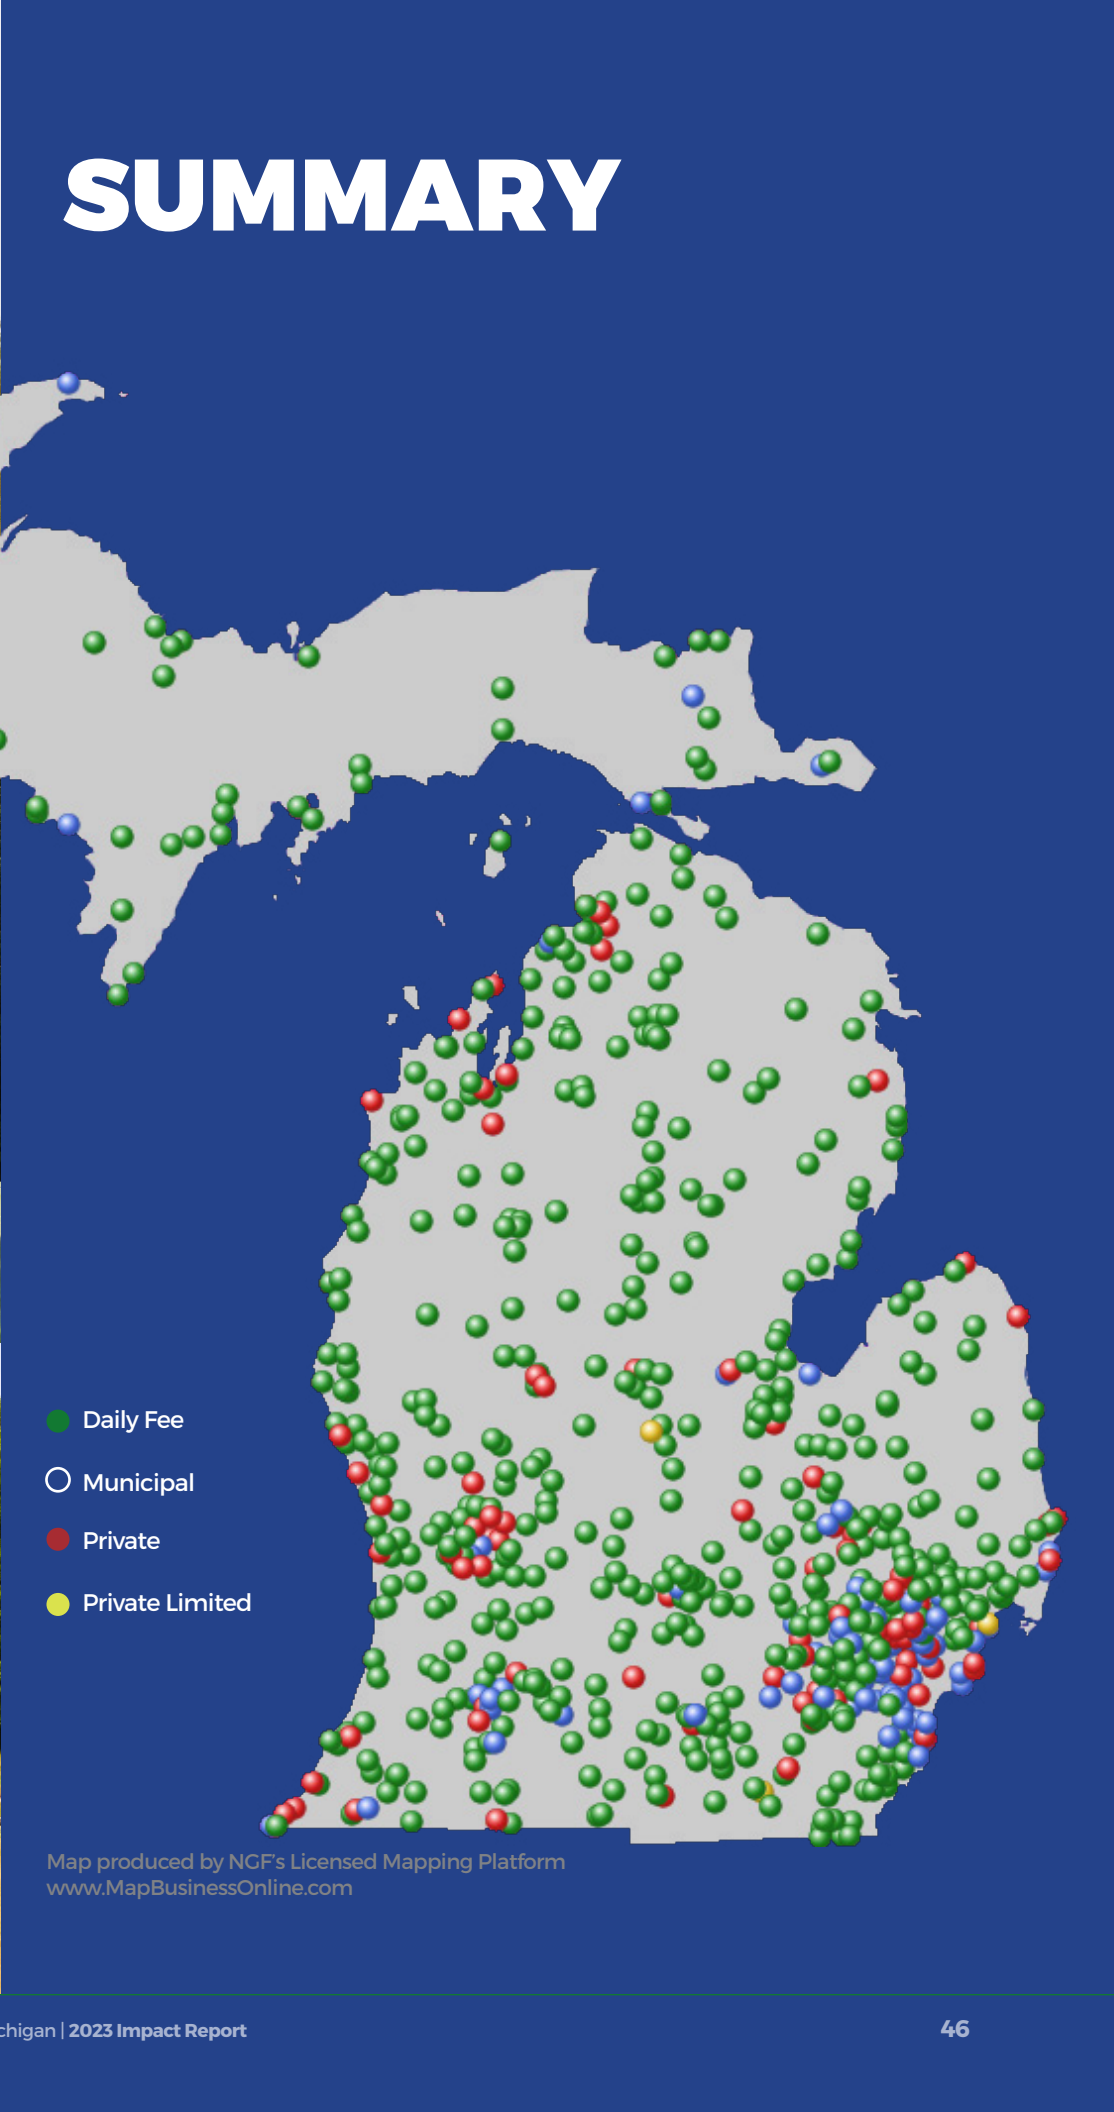 SUMMARY
Daily Fee
Municipal
Private
Private Limited
Map produced by NGF's Licensed Mapping Platform
www.MapBusinessOnline.com
chigan | 2023 Impact Report
46